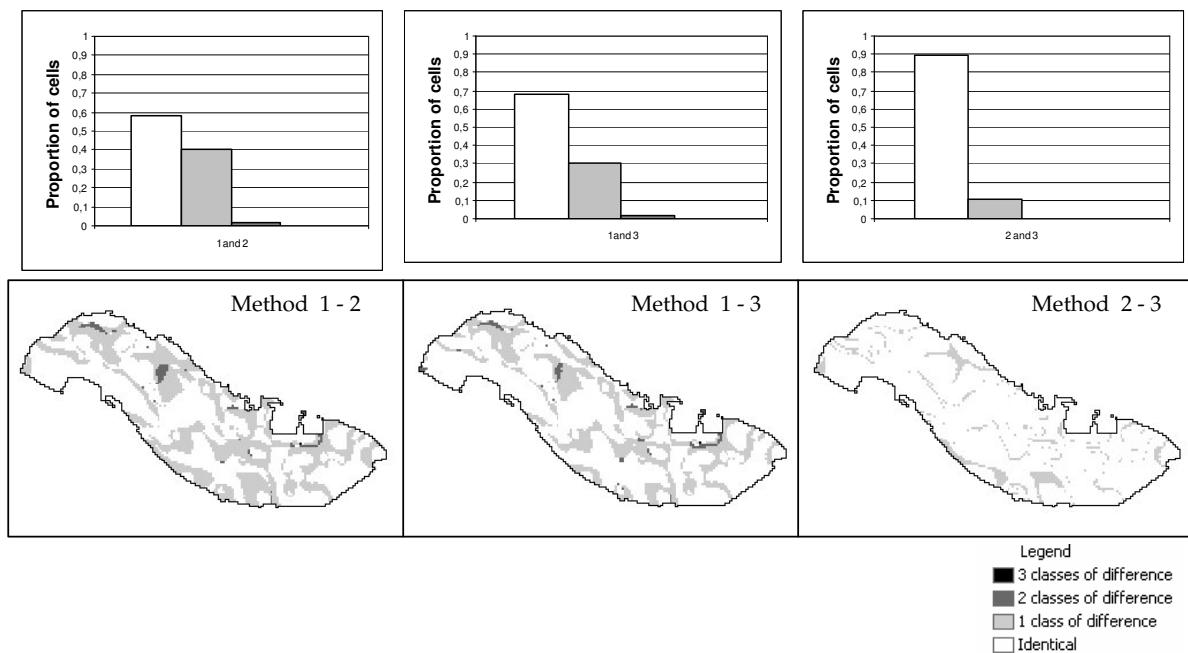 Proportion of cells
1
0,9
0,8
0,7
0,6
0,5
0,4
0,3
0,2
0,1
0
1 and 2
Proportion of cells
1
0,9
0,8
0,7
0,6
0,5
0,4
0,3
0,2
0,1
0
1 and 3
Proportion of cells
1
0,9
0,8
0,7
0,6
0,5
0,4
0,3
0,2
0,1
0
2 and 3
Method 1 - 2
Method 1 - 3
Method 2 - 3
Legend
3 classes of difference
2 classes of difference
1 class of difference
Identical